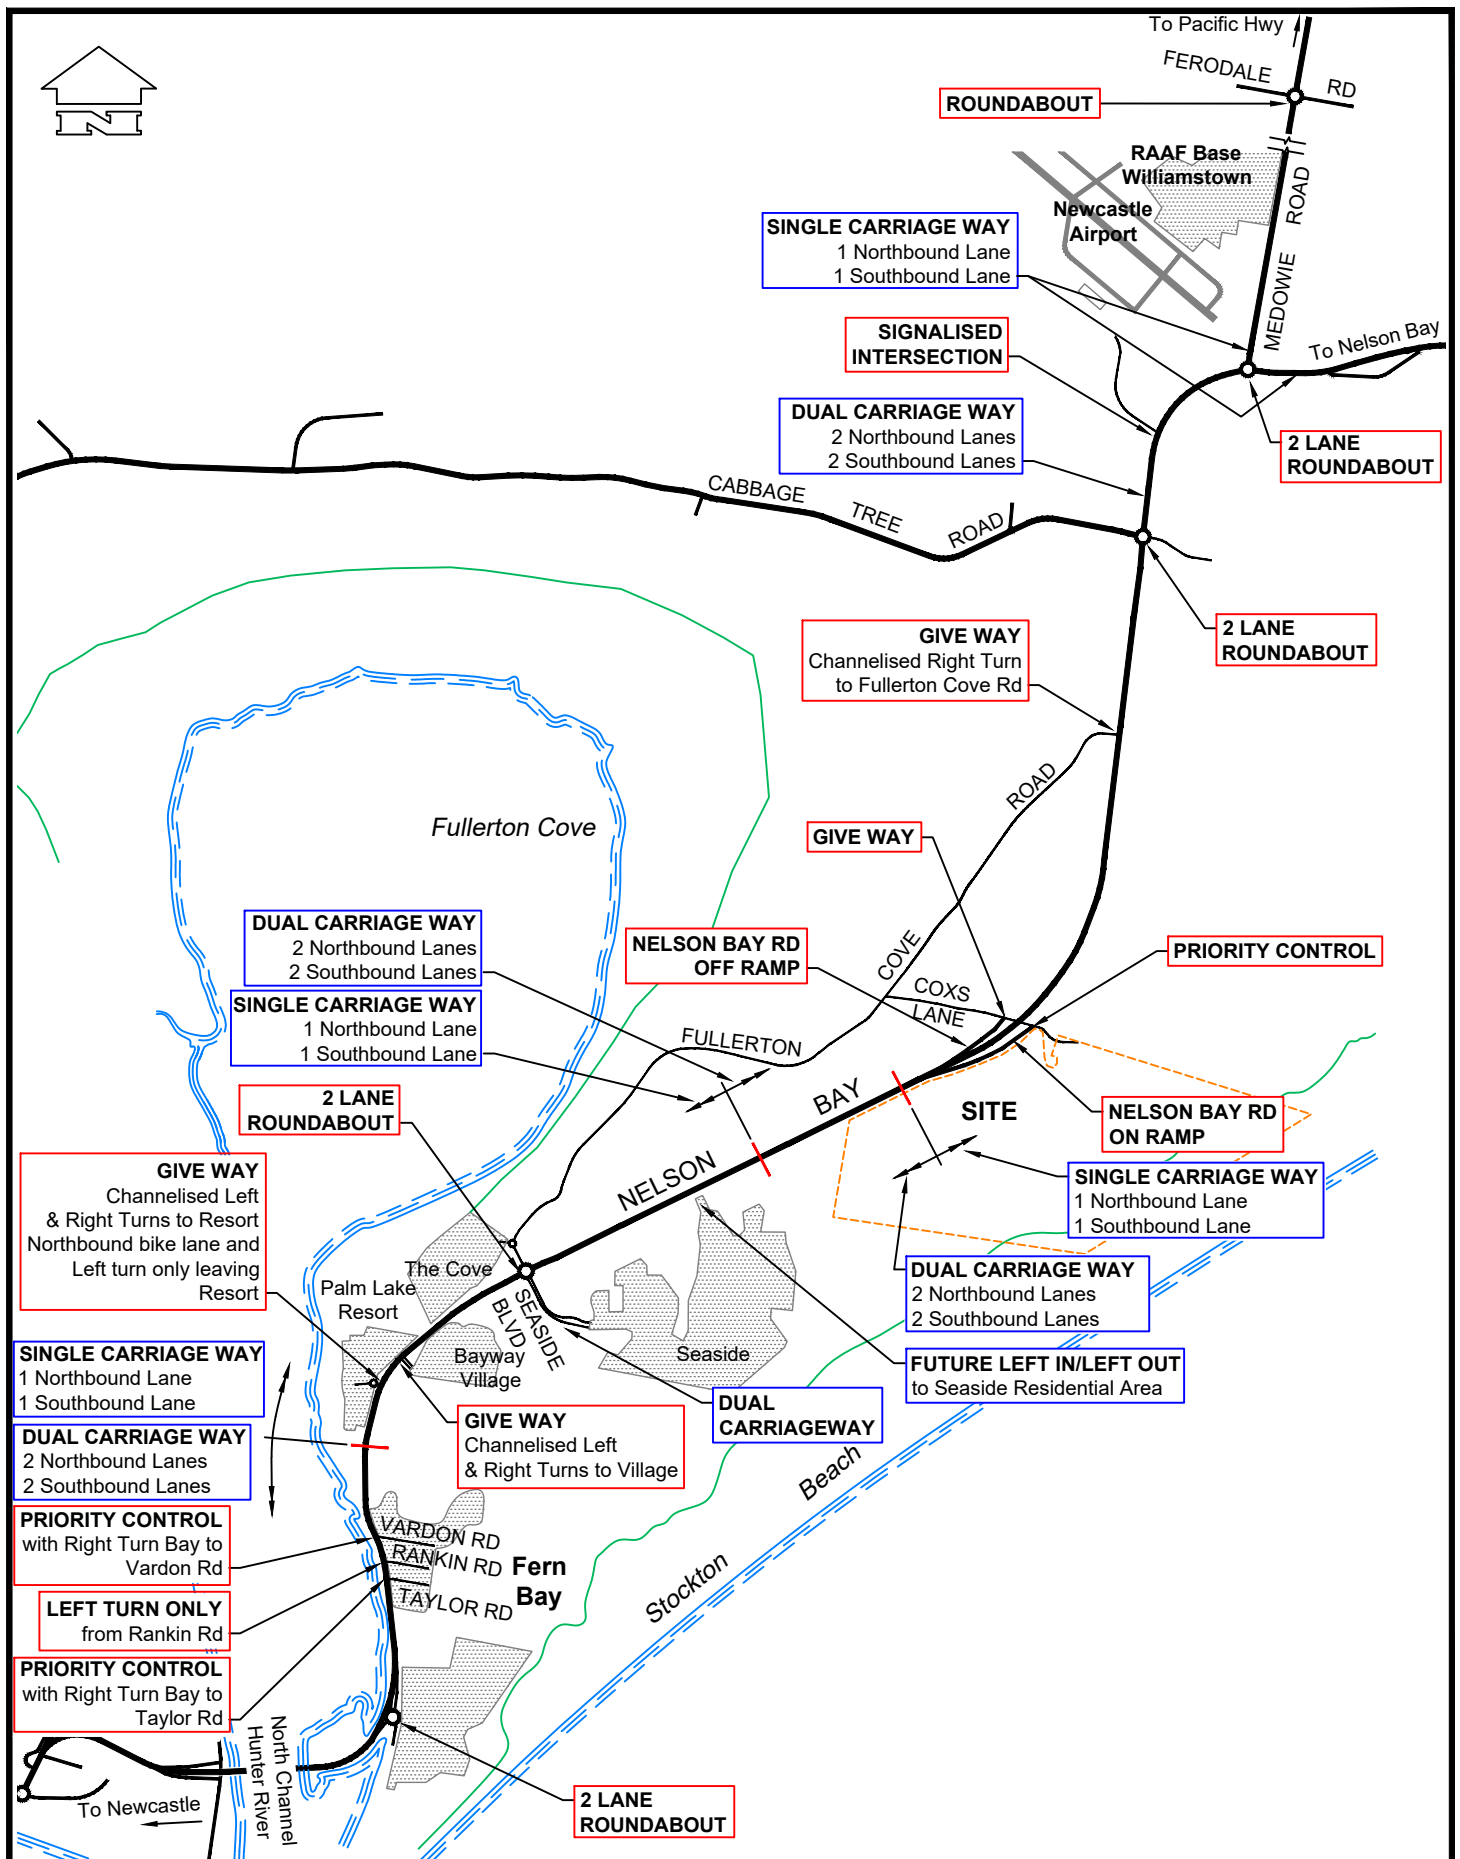 To Pacific Hwy
FERODALE RD
ROUNDABOUT
N
RAAF Base
Williamstown
Newcastle
Airport
MEDOWIE ROAD
SINGLE CARRIAGE WAY
1 Northbound Lane
1 Southbound Lane
SIGNALISED
INTERSECTION
To Nelson Bay
DUAL CARRIAGE WAY
2 Northbound Lanes
2 Southbound Lanes
2 LANE
ROUNDABOUT
CABBAGE TREE ROAD
2 LANE
ROUNDABOUT
GIVE WAY
Channelised Right Turn
to Fullerton Cove Rd
Fullerton Cove
GIVE WAY
FULLERTON COVE ROAD
DUAL CARRIAGE WAY
2 Northbound Lanes
2 Southbound Lanes
NELSON BAY RD
OFF RAMP
PRIORITY CONTROL
COXS
LANE
SINGLE CARRIAGE WAY
1 Northbound Lane
1 Southbound Lane
2 LANE
ROUNDABOUT
NELSON BAY
SITE
NELSON BAY RD
ON RAMP
GIVE WAY
Channelised Left
& Right Turns to Resort
Northbound bike lane and
Left turn only leaving
Resort
SINGLE CARRIAGE WAY
1 Northbound Lane
1 Southbound Lane
The Cove
Palm Lake
Resort
SEASIDE
BLVD
DUAL CARRIAGE WAY
2 Northbound Lanes
2 Southbound Lanes
Bayway
Village
Seaside
FUTURE LEFT IN/LEFT OUT
to Seaside Residential Area
SINGLE CARRIAGE WAY
1 Northbound Lane
1 Southbound Lane
DUAL
CARRIAGEWAY
GIVE WAY
Channelised Left
& Right Turns to Village
DUAL CARRIAGE WAY
2 Northbound Lanes
2 Southbound Lanes
Stockton Beach
PRIORITY CONTROL
with Right Turn Bay to
Vardon Rd
VARDON RD
RANKIN RD
TAYLOR RD
Fern
Bay
LEFT TURN ONLY
from Rankin Rd
PRIORITY CONTROL
with Right Turn Bay to
Taylor Rd
North Channel
Hunter River
To Newcastle
2 LANE
ROUNDABOUT